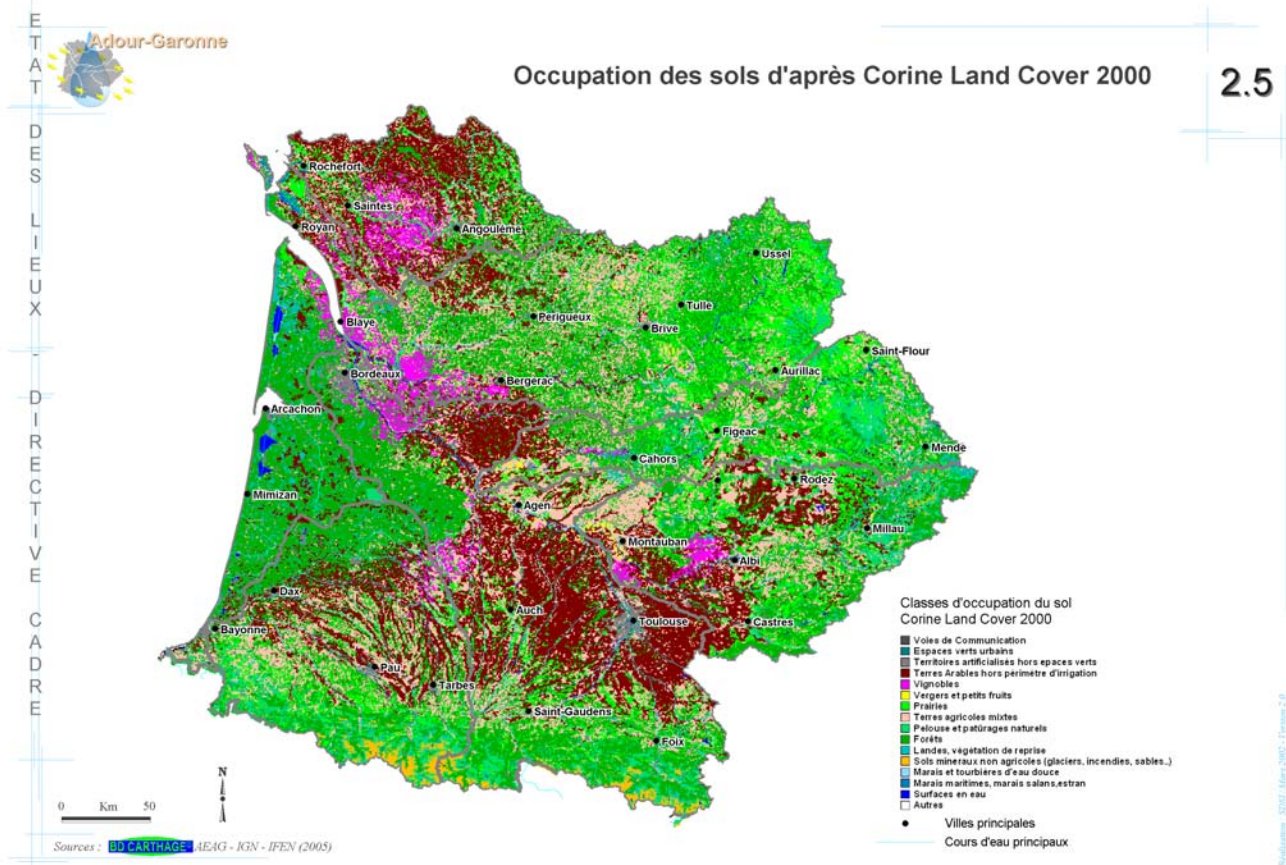 ETAT DES LIEUX - DIRECTIVE CADRE
Adour-Garonne
Occupation des sols d'après Corine Land Cover 2000
2.5
Rochefort
Saintes
Royan
Angoulème
Ussel
Tulle
Blaye
Périgueux
Brive
Saint-Flour
Bordeaux
Bergerac
Aurillac
Arcachon
Figeac
Mende
Cahors
Rodez
Mimizan
Agen
Millau
Montauban
Albi
Dax
Auch
Toulouse
Castres
Bayonne
Pau
Tarbes
Saint-Gaudens
Foix
Classes d'occupation du sol
Corine Land Cover 2000
Voies de Communication
Espaces verts urbains
Territoires artificialisés hors epaces verts
Terres Arables hors périmètre d'irrigation
Vignobles
Vergers et petits fruits
Prairies
Terres agricoles mixtes
Pelouse et patûrages naturels
Forêts
Landes, végetation de reprise
Sols mineraux non agricoles (glaciers, incendies, sables..)
Marais et tourbières d'eau douce
Marais maritimes, marais salans,estran
Surfaces en eau
Autres
Villes principales
Cours d'eau principaux
N
0 Km 50
Sources : BD CARTHAGE - AEAG - IGN - IFEN (2005)